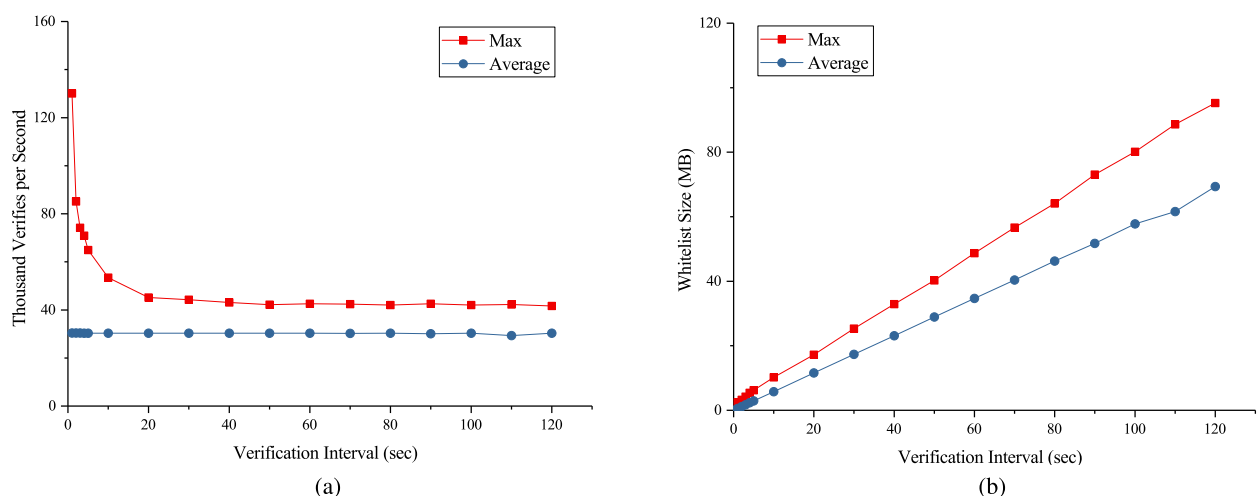 160
120
80
40
0
Thousand Verifies per Second
Max
Average
0 20 40 60 80 100 120
Verification Interval (sec)
(a)
120
80
40
0
Whitelist Size (MB)
Max
Average
0 20 40 60 80 100 120
Verification Interval (sec)
(b)